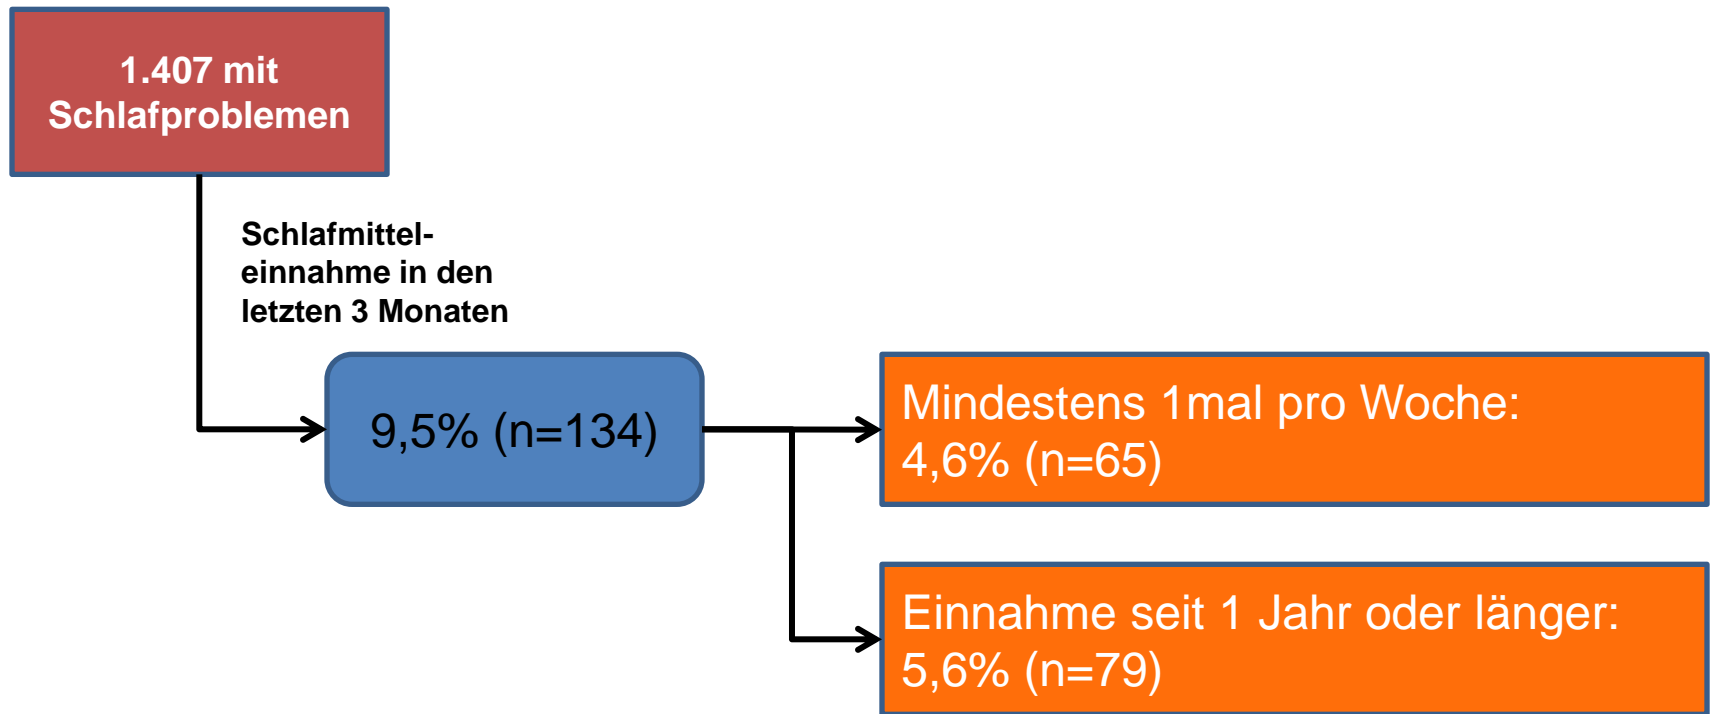 1.407 mit
Schlafproblemen
Schlafmittel-
einnahme in den
letzten 3 Monaten
9,5% (n=134)
Mindestens 1mal pro Woche:
4,6% (n=65)
Einnahme seit 1 Jahr oder länger:
5,6% (n=79)